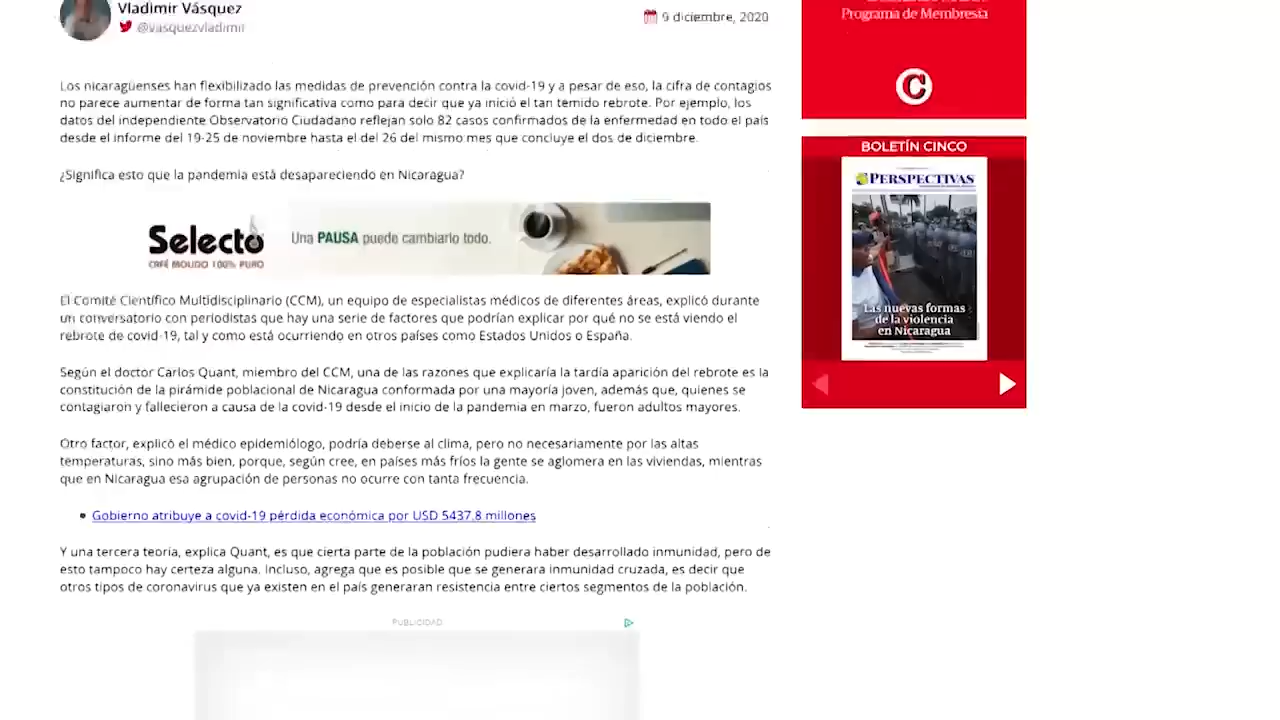 Vladimir Vásquez
@vasquezvladimir
9 diciembre, 2020
Los nicaragüenses han flexibilizado las medidas de prevención contra la covid-19 y a pesar de eso, la cifra de contagios
no parece aumentar de forma tan significativa como para decir que ya inició el tan temido rebrote. Por ejemplo, los
datos del independiente Observatorio Ciudadano reflejan solo 82 casos confirmados de la enfermedad en todo el país
desde el informe del 19-25 de noviembre hasta el del 26 del mismo mes que concluye el dos de diciembre.
¿Significa esto que la pandemia está desapareciendo en Nicaragua?
Selecto
CAFÉ MOLIDO 100% PURO
Una PAUSA puede cambiarlo todo.
El Comité Científico Multidisciplinario (CCM), un equipo de especialistas médicos de diferentes áreas, explicó durante
un conversatorio con periodistas que hay una serie de factores que podrían explicar por qué no se está viendo el
rebrote de covid-19, tal y como está ocurriendo en otros países como Estados Unidos o España.
Según el doctor Carlos Quant, miembro del CCM, una de las razones que explicaría la tardía aparición del rebrote es la
constitución de la pirámide poblacional de Nicaragua conformada por una mayoría joven, además que, quienes se
contagiaron y fallecieron a causa de la covid-19 desde el inicio de la pandemia en marzo, fueron adultos mayores.
Otro factor, explicó el médico epidemiólogo, podría deberse al clima, pero no necesariamente por las altas
temperaturas, sino más bien, porque, según cree, en países más fríos la gente se aglomera en las viviendas, mientras
que en Nicaragua esa agrupación de personas no ocurre con tanta frecuencia.
Gobierno atribuye a covid-19 pérdida económica por USD 5437.8 millones
Y una tercera teoría, explica Quant, es que cierta parte de la población pudiera haber desarrollado inmunidad, pero de
esto tampoco hay certeza alguna. Incluso, agrega que es posible que se generara inmunidad cruzada, es decir que
otros tipos de coronavirus que ya existen en el país generaran resistencia entre ciertos segmentos de la población.
PUBLICIDAD
Programa de Membresía
C
BOLETÍN CINCO
PERSPECTIVAS
Las nuevas formas
de la violencia
en Nicaragua